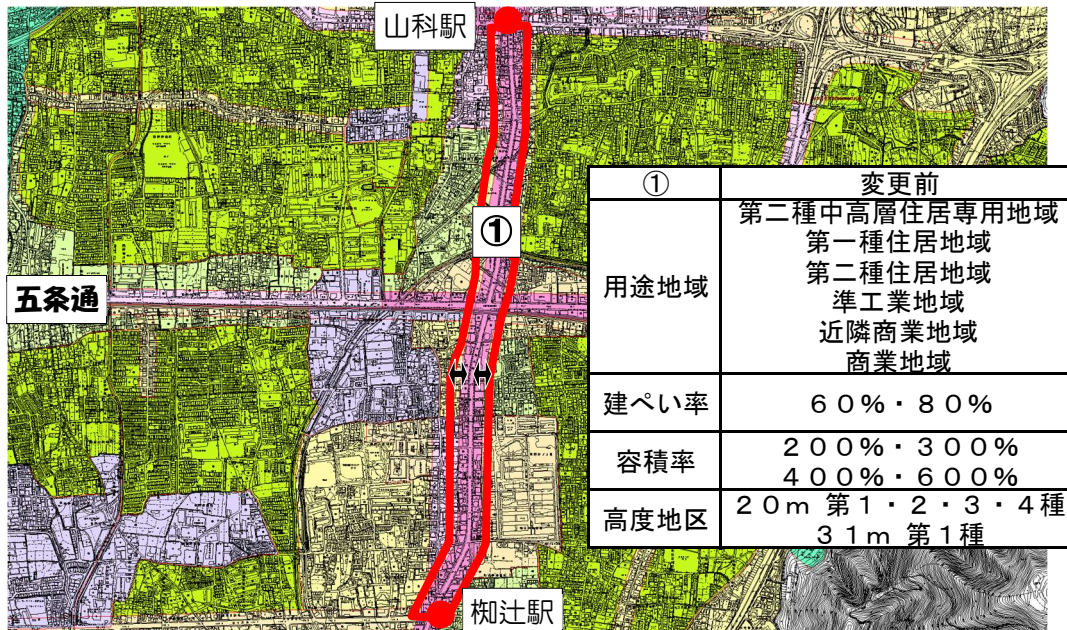 山科駅
①
五条通
椥辻駅
① 変更前
用途地域 第二種中高層住居専用地域
第一種住居地域
第二種住居地域
準工業地域
近隣商業地域
商業地域
建ぺい率 ６０％・８０％
容積率 ２００％・３００％
４００％・６００％
高度地区 ２０ｍ 第１・２・３・４種
３１ｍ 第１種